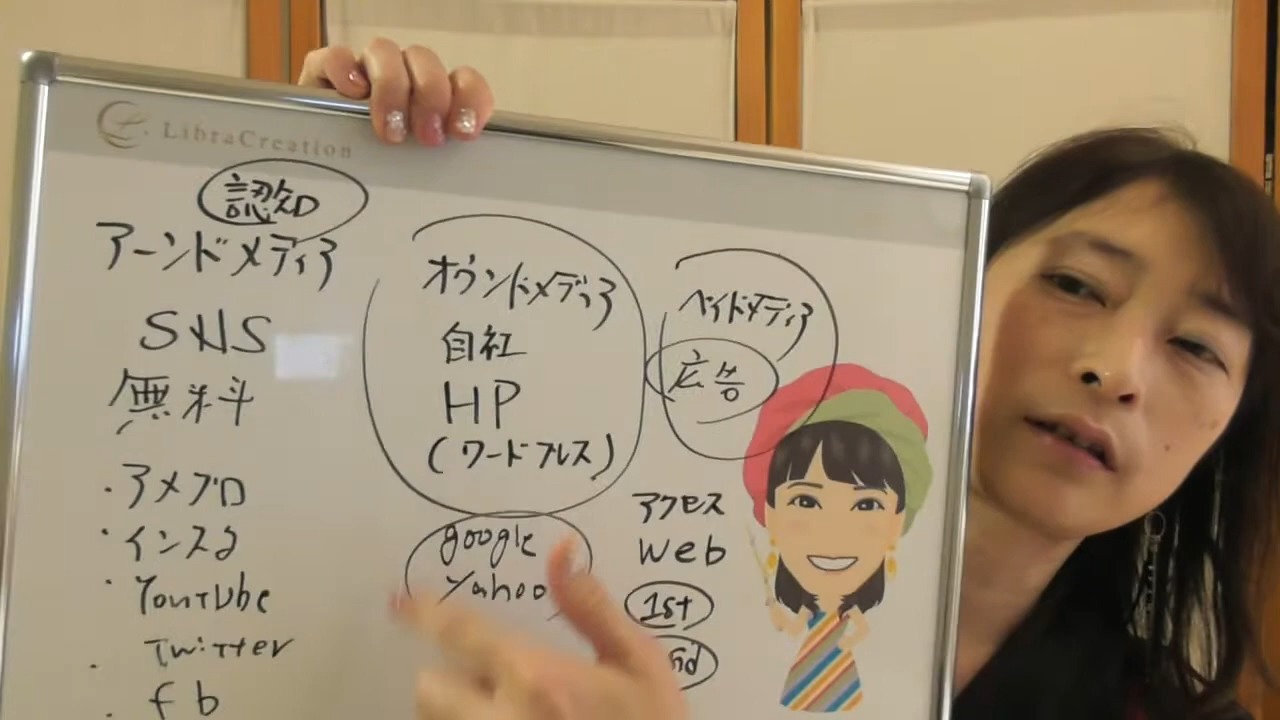 LibraCreation
認知
アーンドメディア
SNS
無料
・アメブロ
・インスタ
・YouTube
Twitter
・fb
オウンドメディア
自社
HP
(ワードプレス)
google
Yahoo
ペイドメディア
広告
アクセス
Web
1st